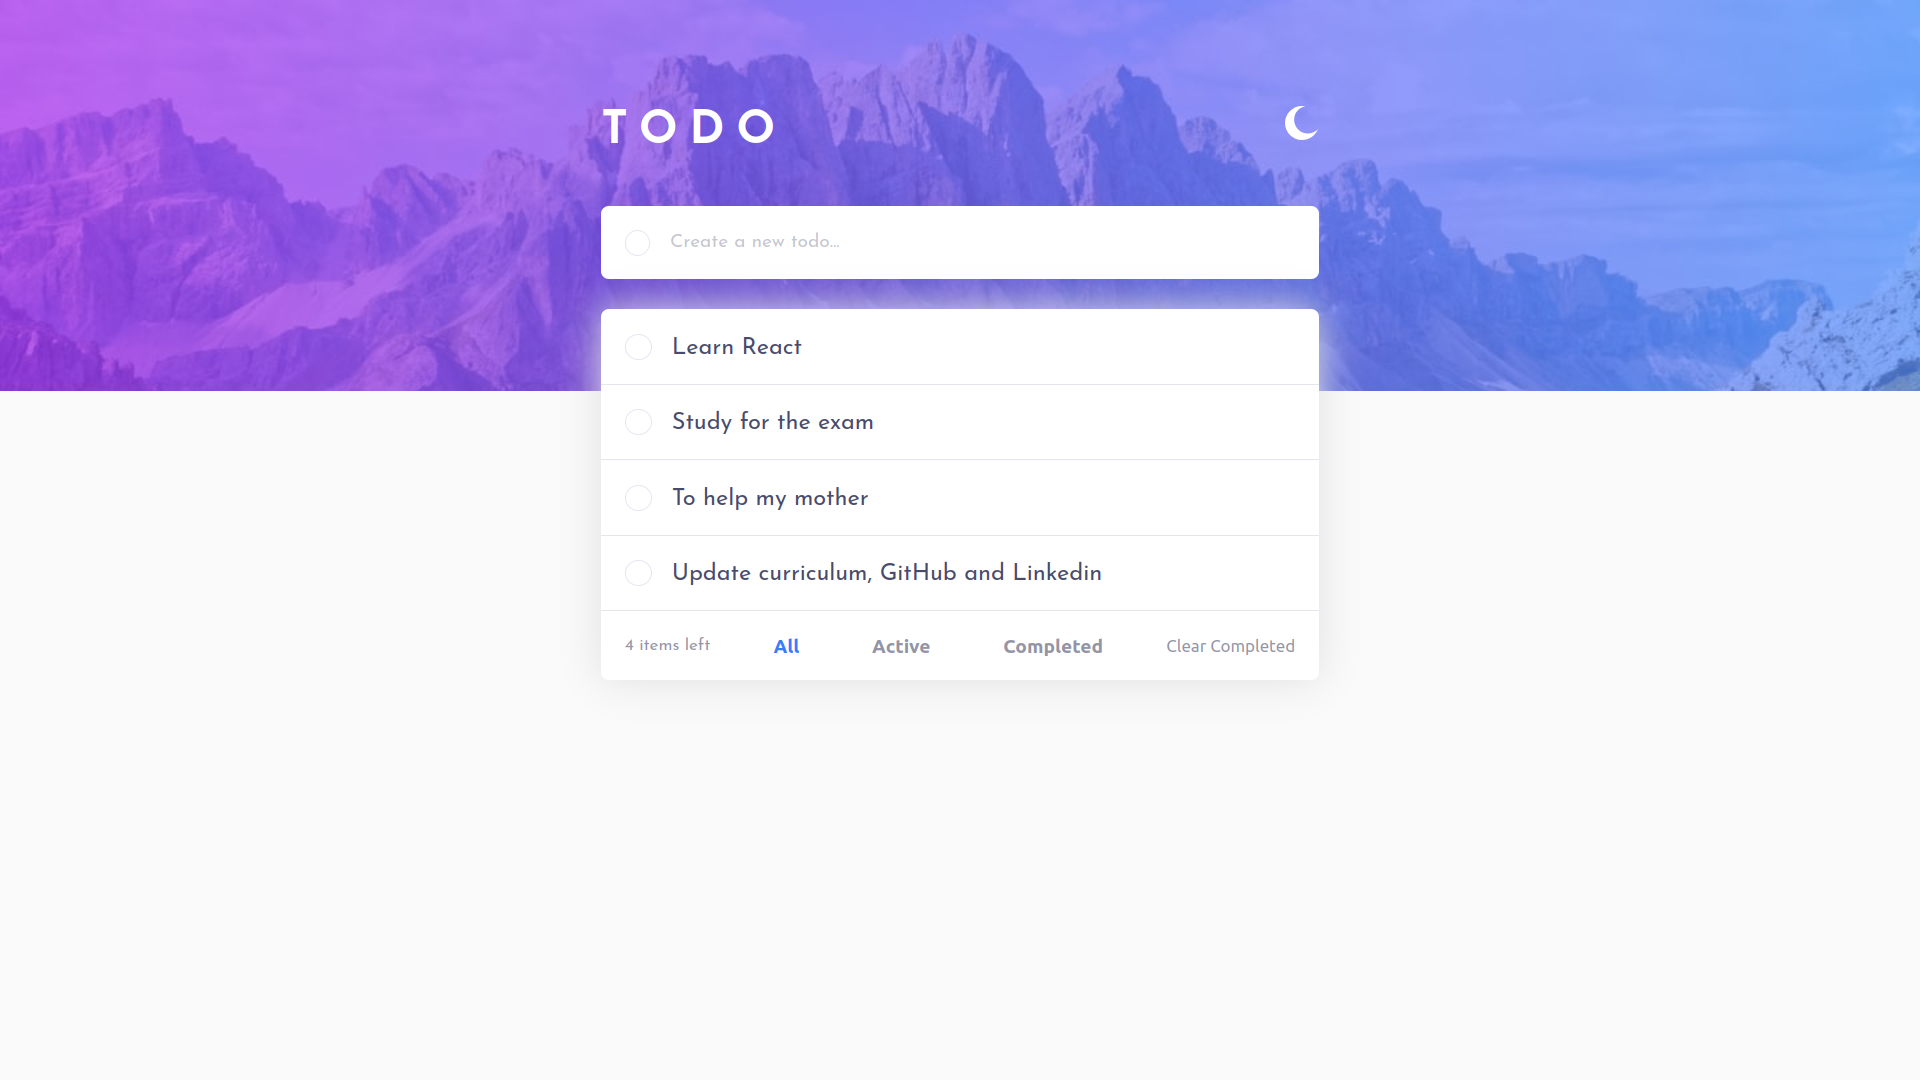 TODO
Create a new todo...
Learn React
Study for the exam
To help my mother
Update curriculum, GitHub and Linkedin
4 items left All Active Completed Clear Completed